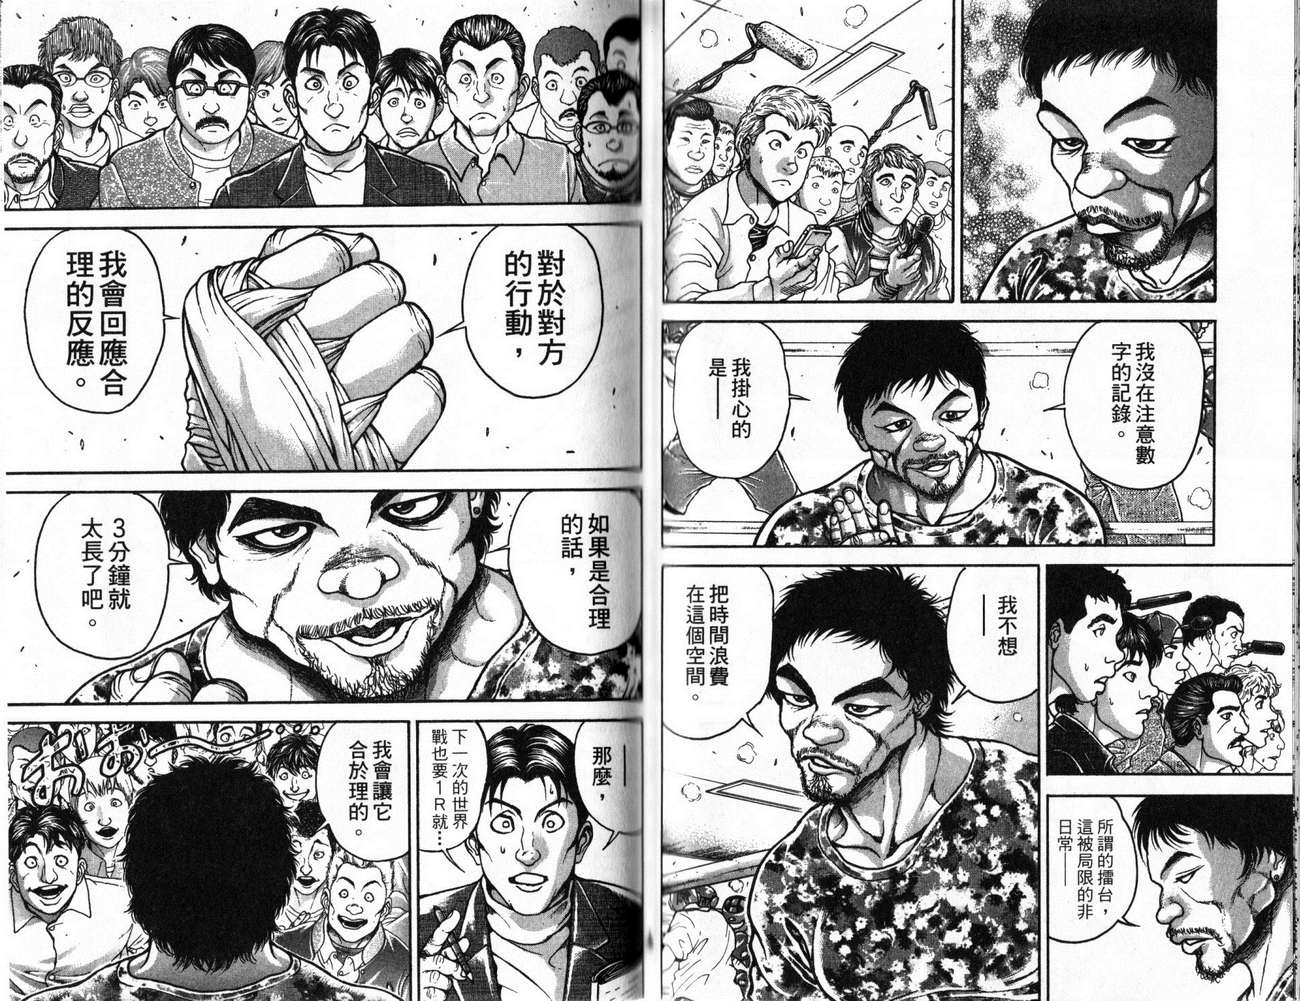 我沒在注意數
字的記錄。
我掛心的
是——
所謂的擂台，
這被局限的非
日常——
我不想
——
把時間浪費
在這個空間。
對於對方
的行動，
我會回應合
理的反應。
如果是合理
的話，
3分鐘就
太長了吧。
——
那麼，
下一次的世界
戰也要1R就…
我會讓它
合於理的。